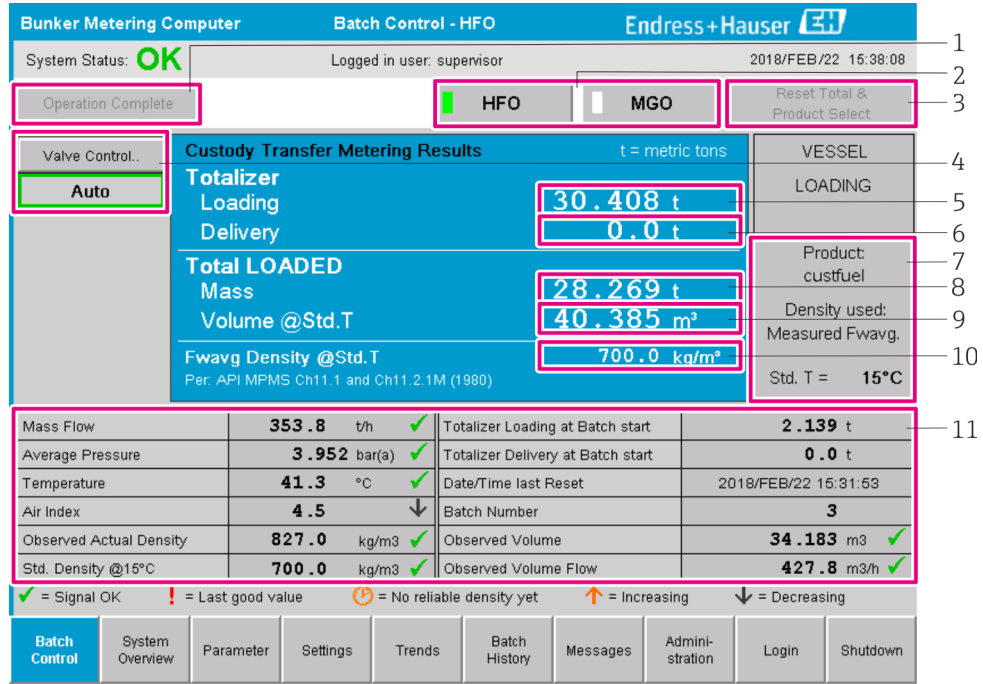 Bunker Metering Computer Batch Control - HFO Endress+Hauser EH
System Status: OK Logged in user: supervisor 2018/FEB/22 15:38:08
1
2
3
Operation Complete HFO MGO Reset Total &
Product Select
Valve Control..
Auto
Custody Transfer Metering Results t = metric tons
Totalizer
Loading 30.408 t
Delivery 0.0 t
Total LOADED
Mass 28.269 t
Volume @Std.T 40.385 m³
Fwavg Density @Std.T 700.0 kg/m³
Per: API MPMS Ch11.1 and Ch11.2.1M (1980)
VESSEL
LOADING
Product:
custfuel
Density used:
Measured Fwavg.
Std. T = 15°C
4
5
6
7
8
9
10
11
Mass Flow 353.8 t/h ✓ Totalizer Loading at Batch start 2.139 t
Average Pressure 3.952 bar(a) ✓ Totalizer Delivery at Batch start 0.0 t
Temperature 41.3 °C ✓ Date/Time last Reset 2018/FEB/22 15:31:53
Air Index 4.5 ↓ Batch Number 3
Observed Actual Density 827.0 kg/m3 ✓ Observed Volume 34.183 m3 ✓
Std. Density @15°C 700.0 kg/m3 ✓ Observed Volume Flow 427.8 m3/h ✓
✓ = Signal OK ! = Last good value = No reliable density yet ↑ = Increasing ↓ = Decreasing
Batch
Control
System
Overview
Parameter
Settings
Trends
Batch
History
Messages
Admini-
stration
Login
Shutdown